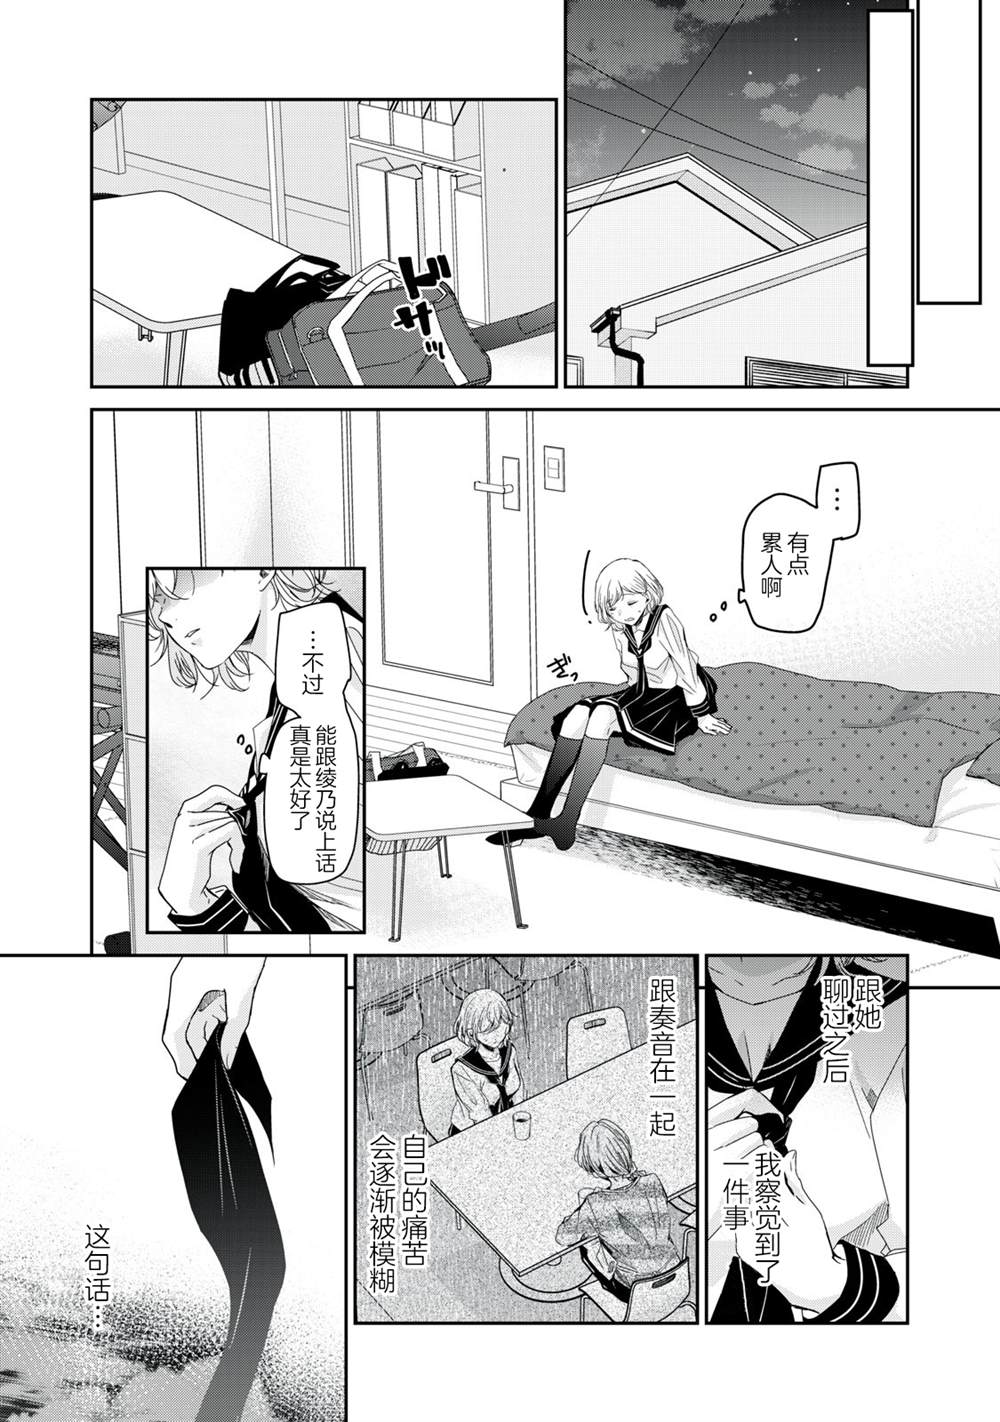 ドサッ
…
有点
累人啊
ギッ
…
不过
能跟绫乃说上话
真是太好了
跟她
聊过之后
我察觉到了
一件事
跟奏音在一起
自己的痛苦
会逐渐被模糊
这句话…